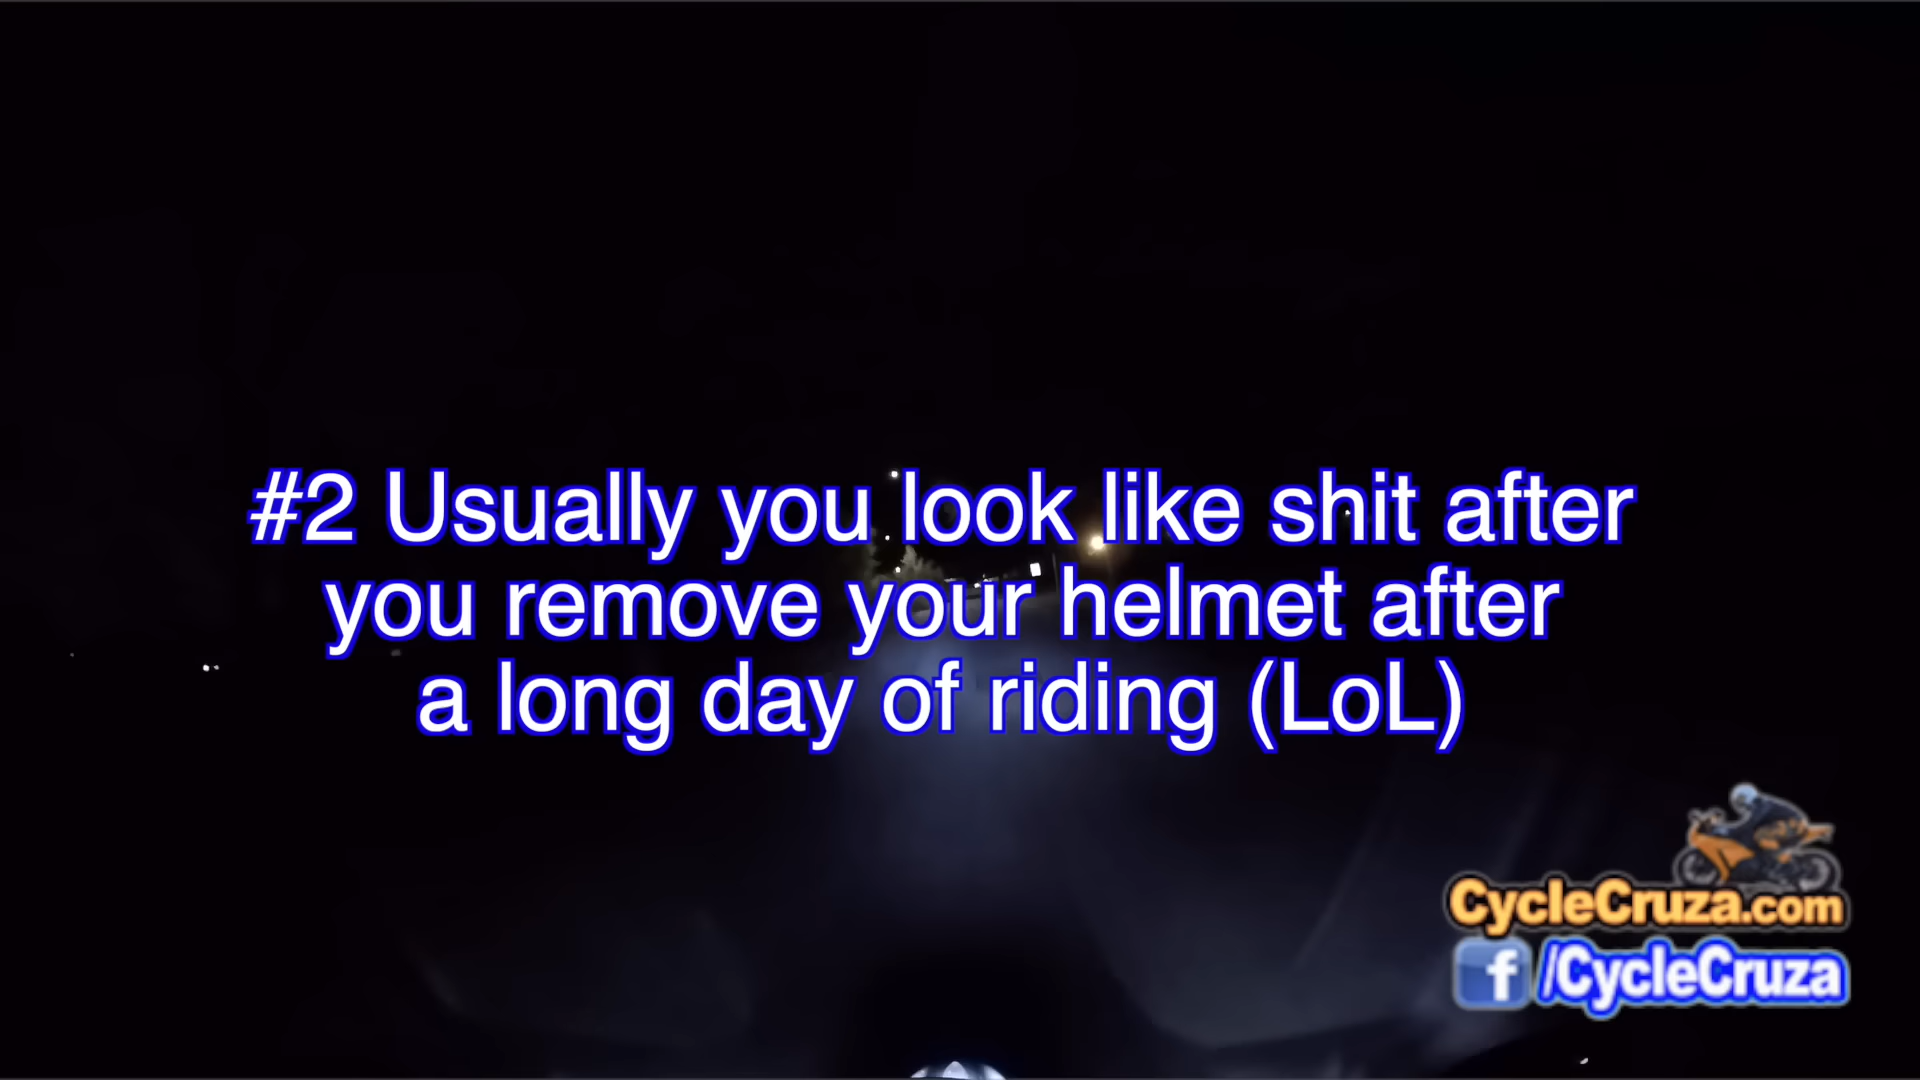 #2 Usually you look like shit after
you remove your helmet after
a long day of riding (LoL)
CycleCruza.com
f /CycleCruza